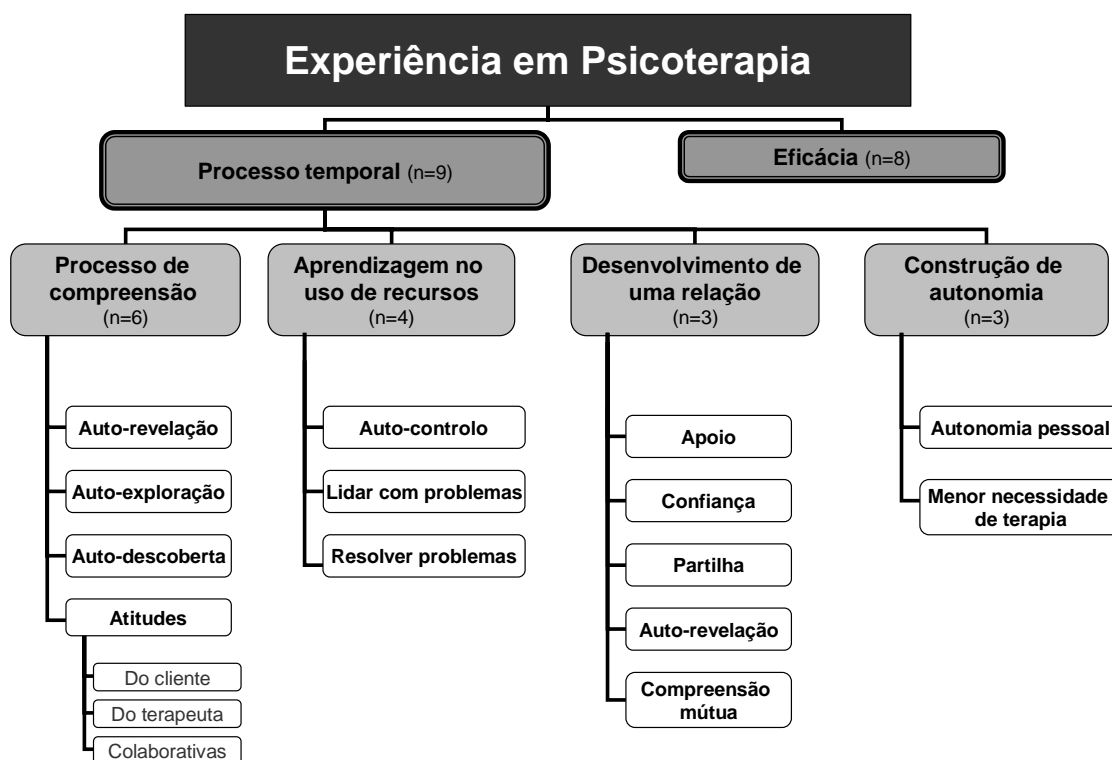 Experiência em Psicoterapia
Processo temporal (n=9)
Eficácia (n=8)
Processo de
compreensão
(n=6)
Auto-revelação
Auto-exploração
Auto-descoberta
Atitudes
Do cliente
Do terapeuta
Colaborativas
Aprendizagem no
uso de recursos
(n=4)
Auto-controlo
Lidar com problemas
Resolver problemas
Desenvolvimento de
uma relação
(n=3)
Apoio
Confiança
Partilha
Auto-revelação
Compreensão
mútua
Construção de
autonomia
(n=3)
Autonomia pessoal
Menor necessidade
de terapia